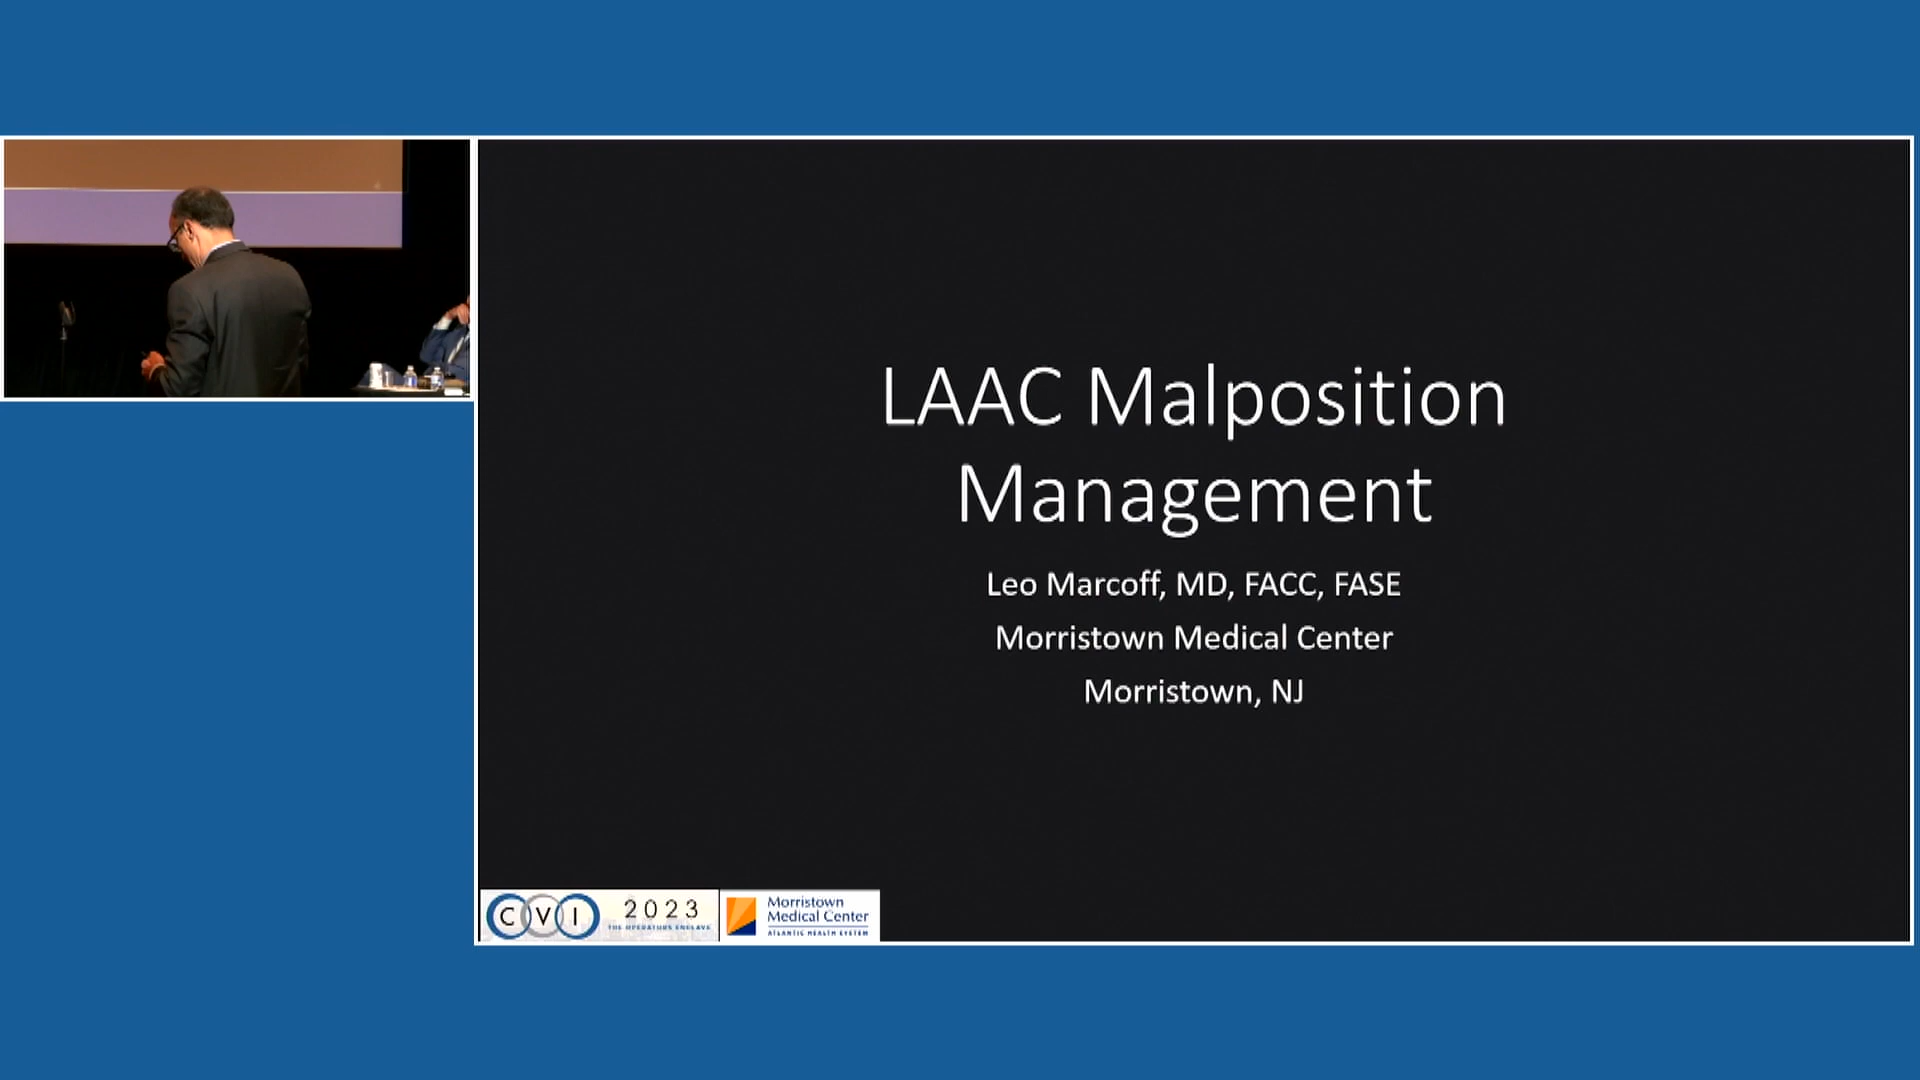 LAAC Malposition
Management
Leo Marcoff, MD, FACC, FASE
Morristown Medical Center
Morristown, NJ
C V I 2023
THE OPERATORS ENCLAVE
Morristown
Medical Center
ATLANTIC HEALTH SYSTEM